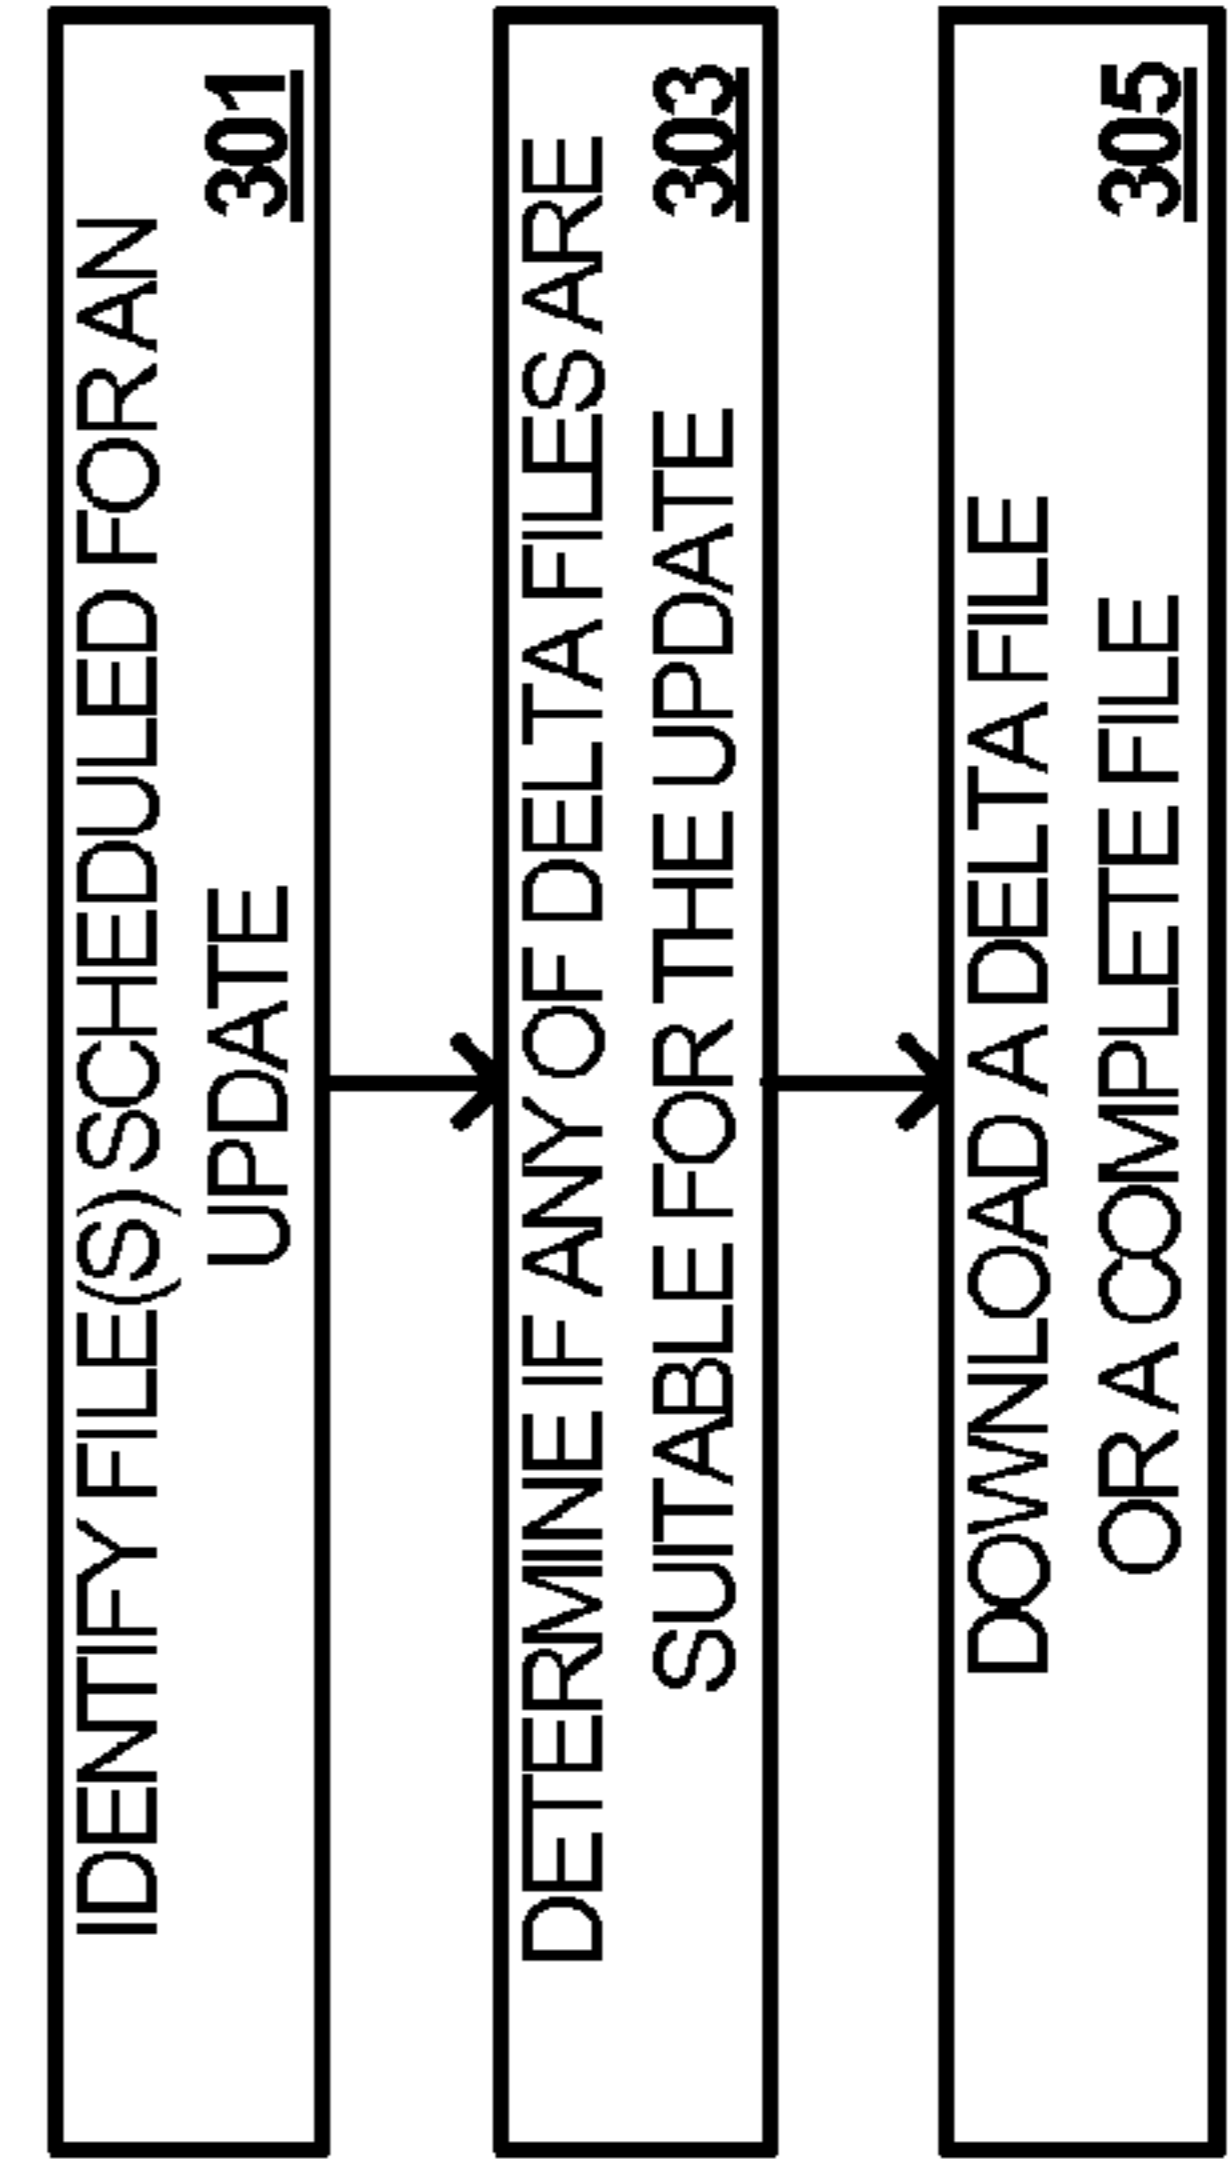 IDENTIFY FILE(S) SCHEDULED FOR AN
UPDATE 301
DETERMINE IF ANY OF DELTA FILES ARE
SUITABLE FOR THE UPDATE 303
DOWNLOAD A DELTA FILE
OR A COMPLETE FILE 305